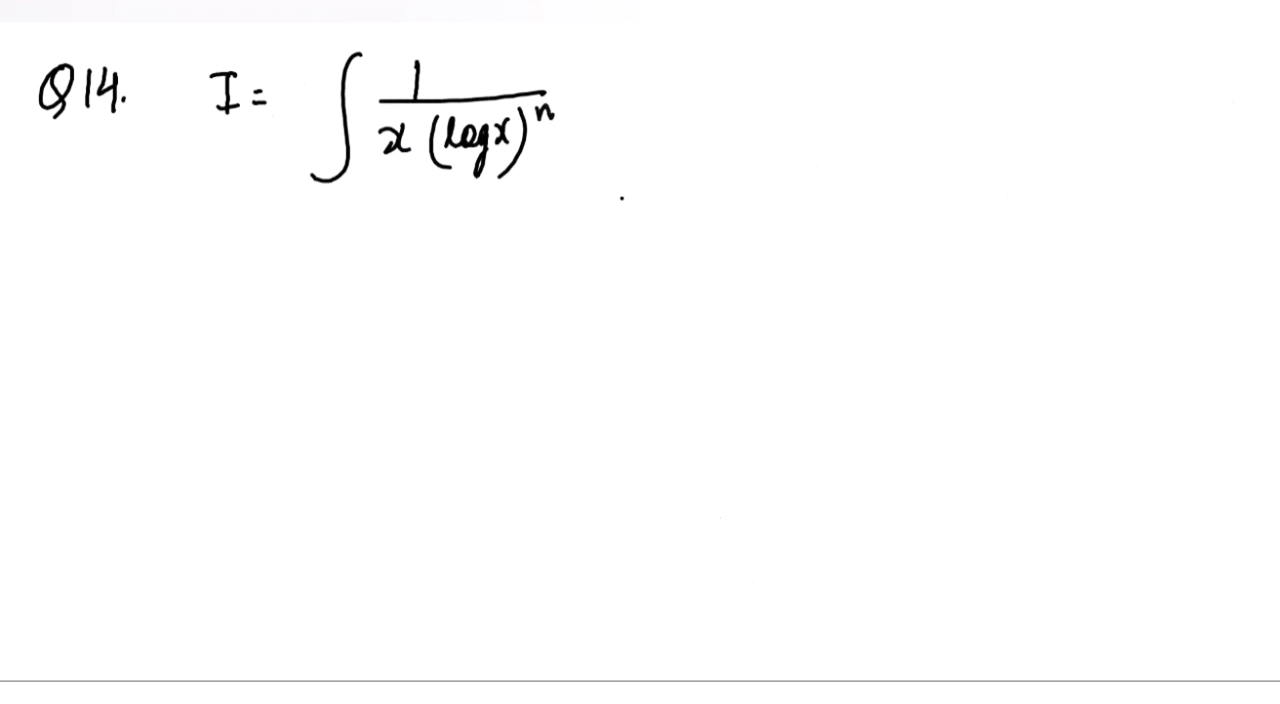 Q14. I = ∫ 1 / x (log x)^n